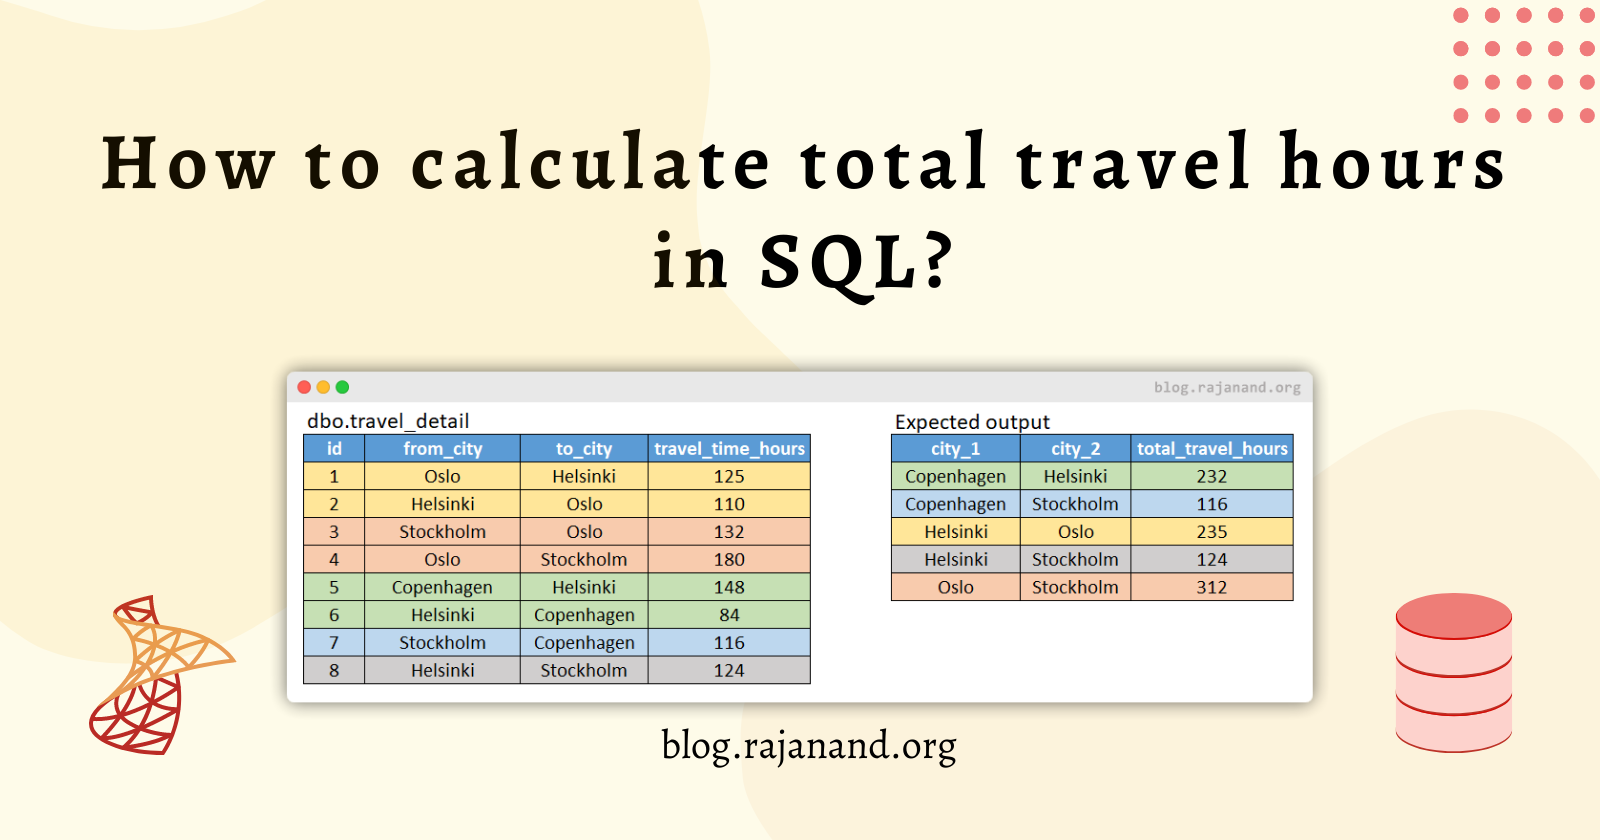 How to calculate total travel hours
in SQL?
blog.rajanand.org
dbo.travel_detail
id from_city to_city travel_time_hours
1 Oslo Helsinki 125
2 Helsinki Oslo 110
3 Stockholm Oslo 132
4 Oslo Stockholm 180
5 Copenhagen Helsinki 148
6 Helsinki Copenhagen 84
7 Stockholm Copenhagen 116
8 Helsinki Stockholm 124
Expected output
city_1 city_2 total_travel_hours
Copenhagen Helsinki 232
Copenhagen Stockholm 116
Helsinki Oslo 235
Helsinki Stockholm 124
Oslo Stockholm 312
blog.rajanand.org